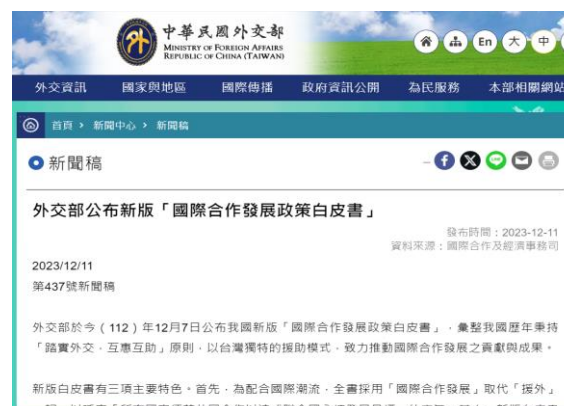 中華民國外交部
MINISTRY OF FOREIGN AFFAIRS
REPUBLIC OF CHINA (TAIWAN)
En 大 中
外交資訊 國家與地區 國際傳播 政府資訊公開 為民服務 本部相關網站
首頁 › 新聞中心 › 新聞稿
新聞稿
外交部公布新版「國際合作發展政策白皮書」
發布時間：2023-12-11
資料來源：國際合作及經濟事務司
2023/12/11
第437號新聞稿
外交部於今（112）年12月7日公布我國新版「國際合作發展政策白皮書」，彙整我國歷年秉持
「踏實外交、互惠互助」原則，以台灣獨特的援助模式，致力推動國際合作發展之貢獻與成果。
新版白皮書有三項主要特色。首先，為配合國際潮流，全書採用「國際合作發展」取代「援外」